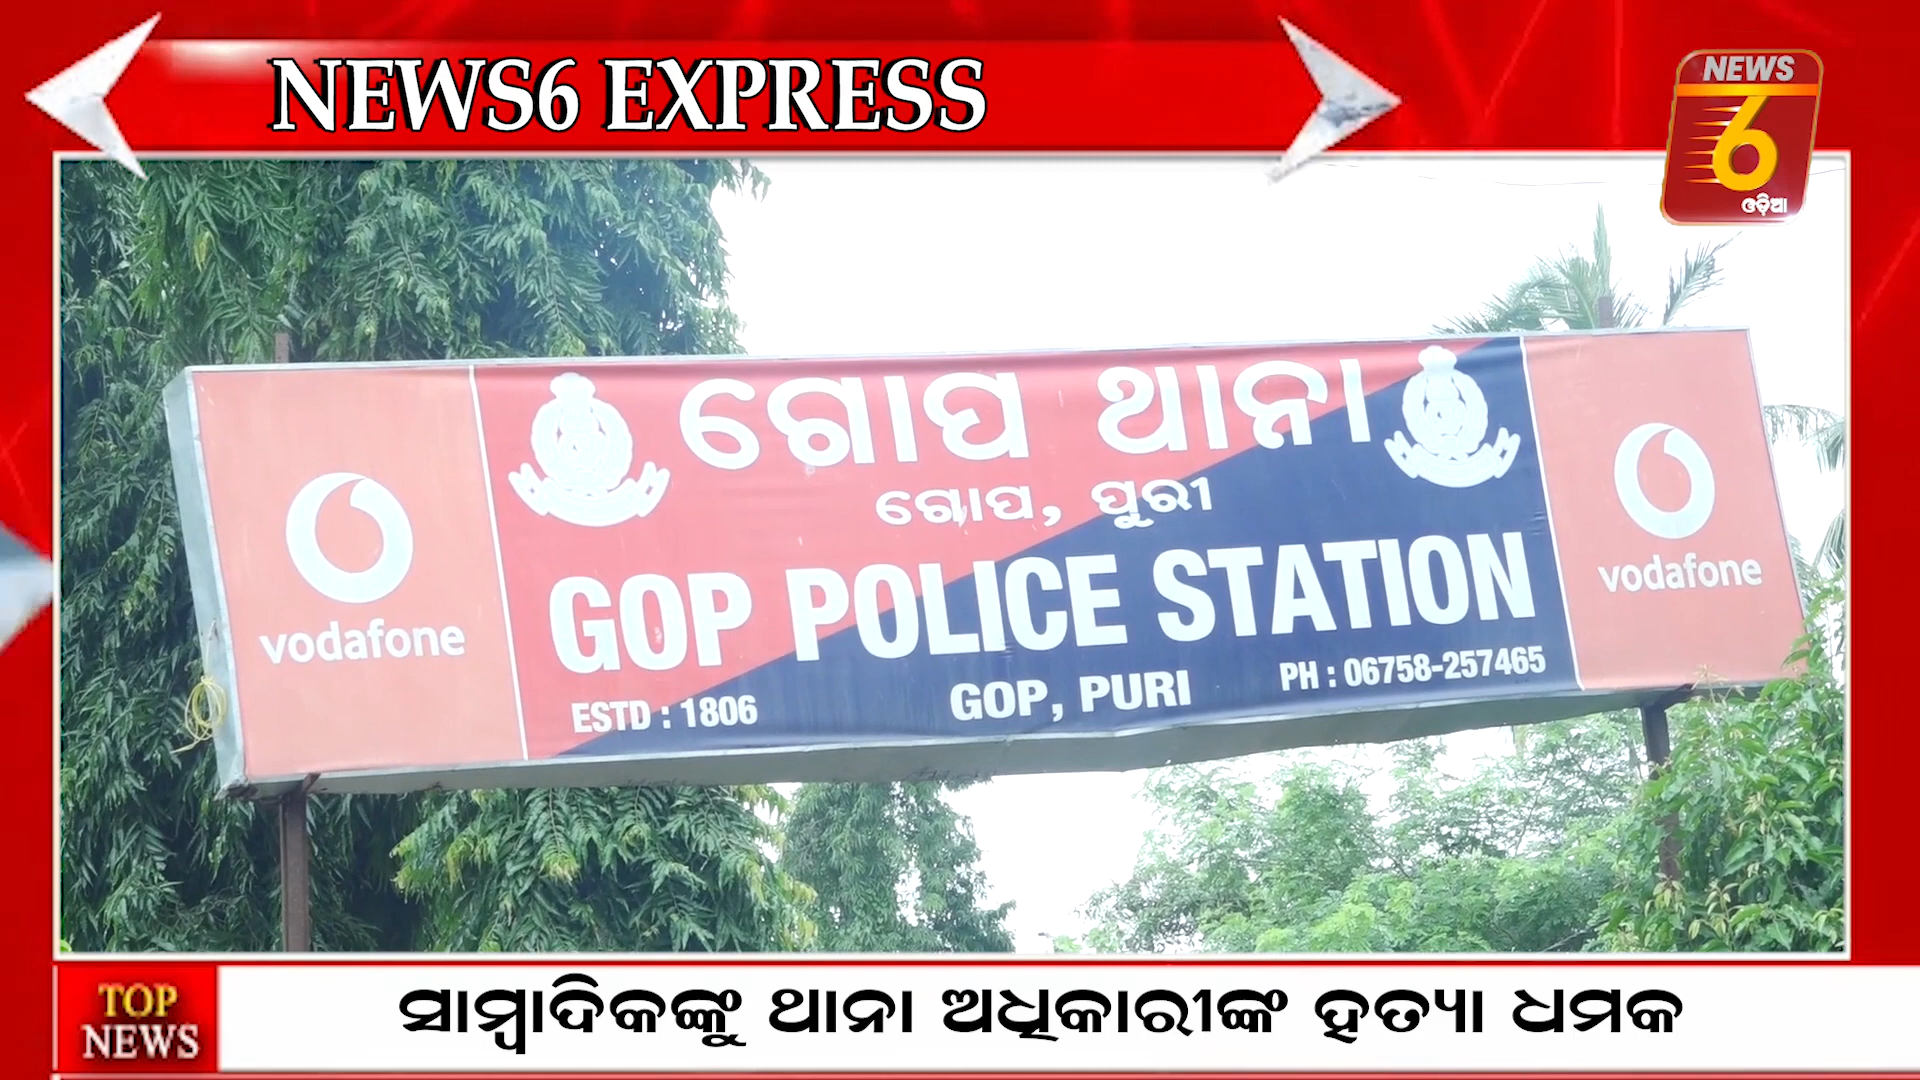 NEWS6 EXPRESS
NEWS
6
ଓଡ଼ିଆ
ଗୋପ ଥାନା
ଗୋପ, ପୁରୀ
GOP POLICE STATION
ESTD : 1806
GOP, PURI
PH : 06758-257465
vodafone
vodafone
TOP
NEWS
ସାମ୍ବାଦିକଙ୍କୁ ଥାନା ଅଧିକାରୀଙ୍କ ହତ୍ୟା ଧମକ